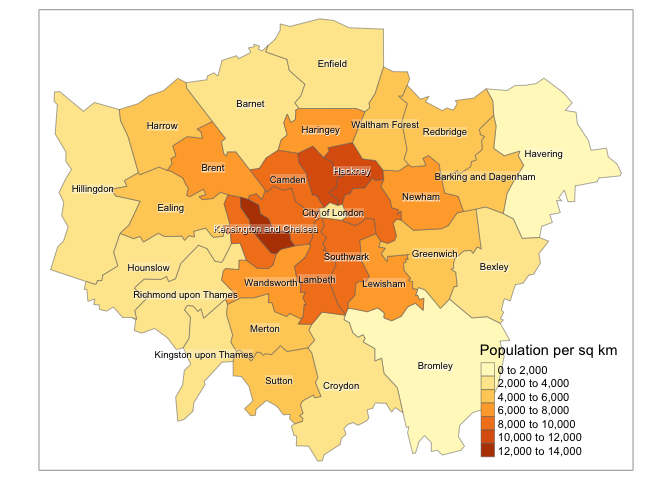 Enfield
Barnet
Harrow
Haringey
Waltham Forest
Redbridge
Havering
Brent
Camden
Hackney
Barking and Dagenham
Hillingdon
Newham
Ealing
City of London
Kensington and Chelsea
Hounslow
Southwark
Greenwich
Bexley
Richmond upon Thames
Wandsworth
Lambeth
Lewisham
Merton
Kingston upon Thames
Sutton
Croydon
Bromley
Population per sq km
0 to 2,000
2,000 to 4,000
4,000 to 6,000
6,000 to 8,000
8,000 to 10,000
10,000 to 12,000
12,000 to 14,000